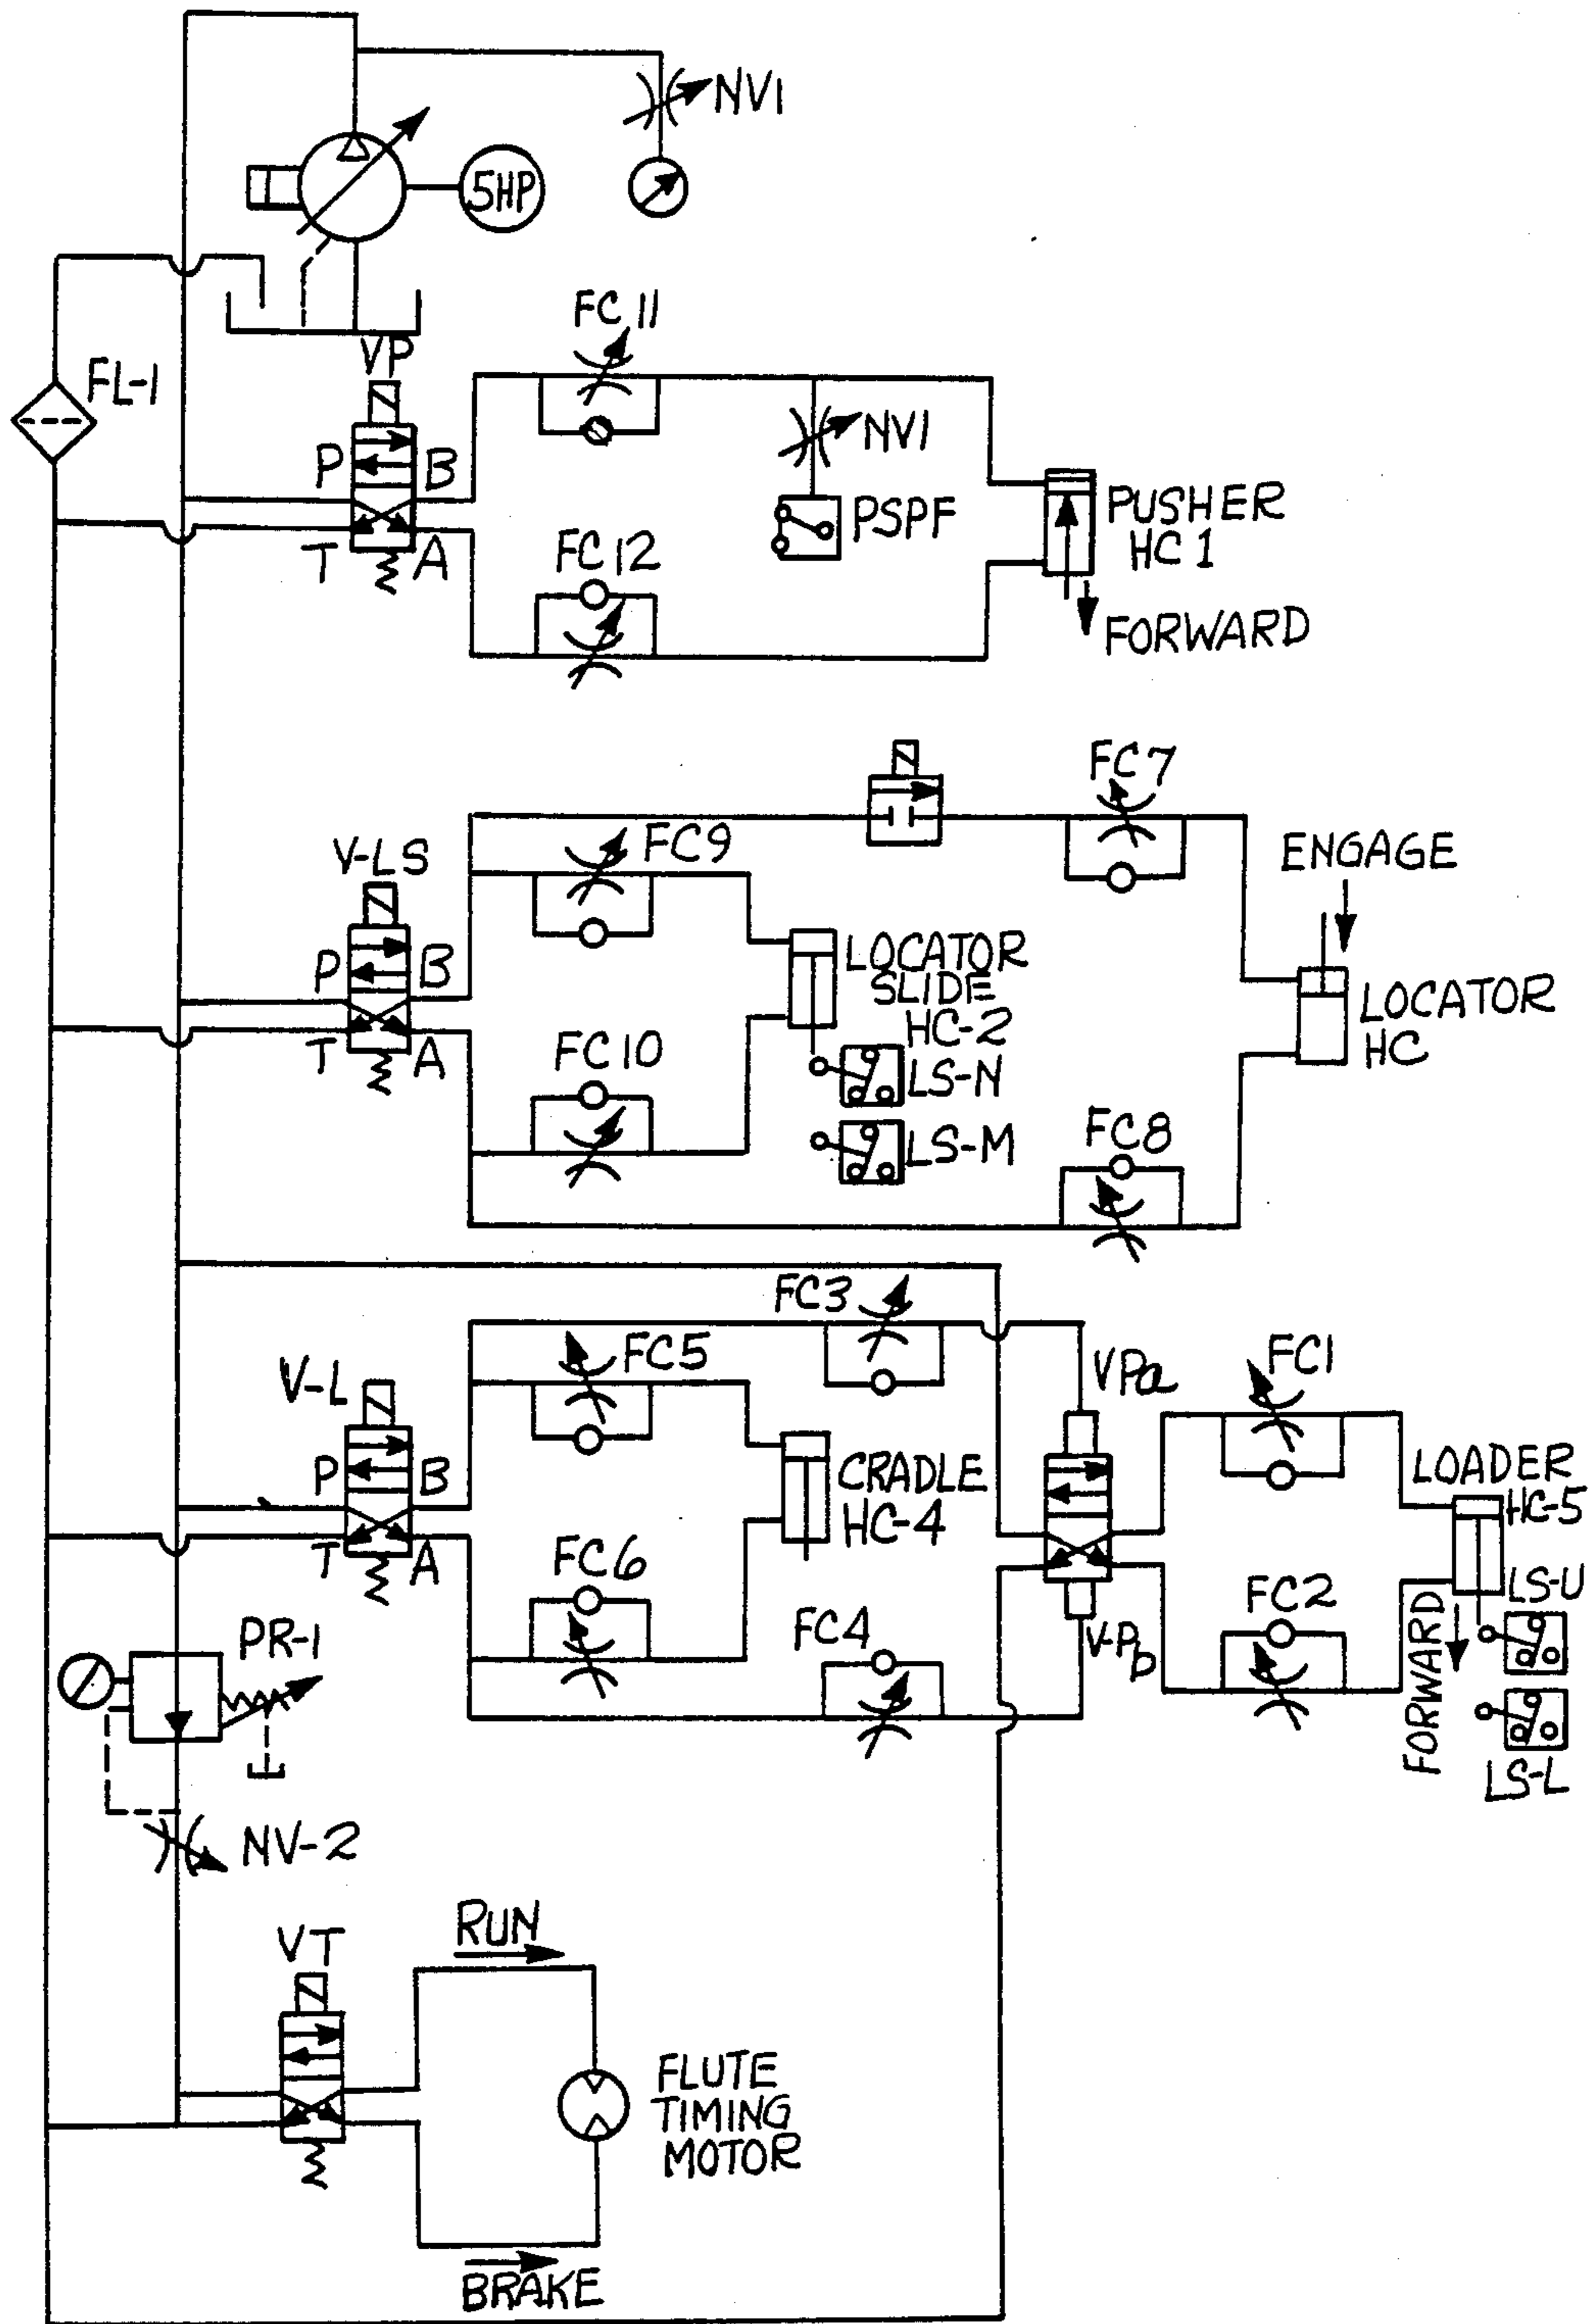 NV1
5HP
FC 11
VP
FL-1
P
B
NV1
PSPF
PUSHER
HC 1
T
A
FC 12
FORWARD
FC7
ENGAGE
V-LS
FC9
P
B
LOCATOR
SLIDE
HC-2
LOCATOR
HC
T
A
FC 10
LS-N
LS-M
FC8
FC3
FC5
VPa
FC1
V-L
P
B
CRADLE
HC-4
LOADER
HC-5
T
A
FC6
FC2
LS-U
FC4
V-Pb
PR-1
FORWARD
LS-L
NV-2
RUN
VT
FLUTE
TIMING
MOTOR
BRAKE